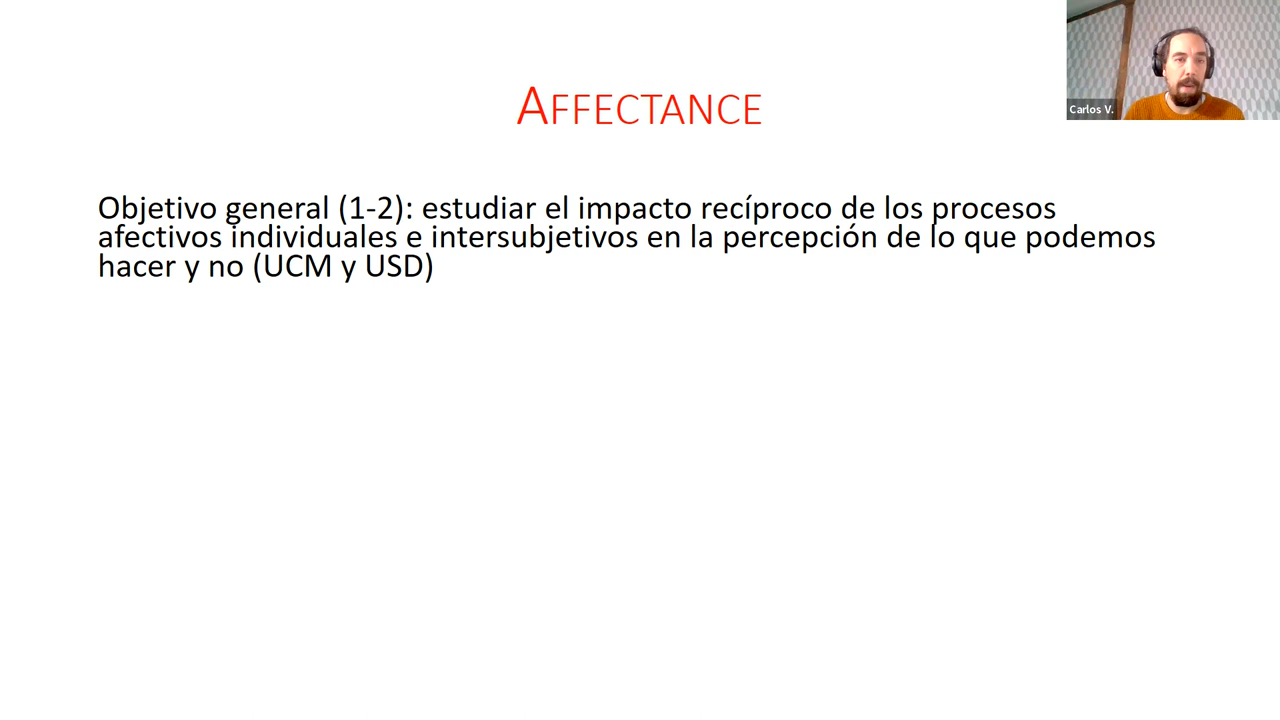 AFFECTANCE
Carlos V.
Objetivo general (1-2): estudiar el impacto recíproco de los procesos
afectivos individuales e intersubjetivos en la percepción de lo que podemos
hacer y no (UCM y USD)